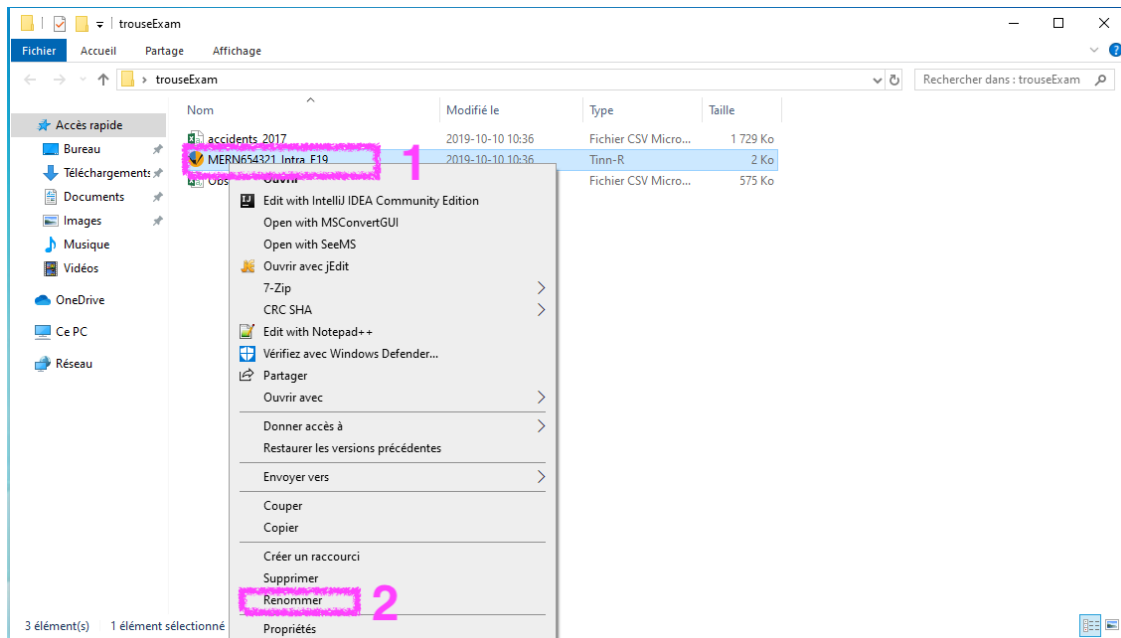 trouseExam
Fichier Accueil Partage Affichage
trouseExam Rechercher dans : trouseExam
Nom Modifié le Type Taille
Accès rapide
Bureau
Téléchargements
Documents
Images
Musique
Vidéos
OneDrive
Ce PC
Réseau
accidents_2017 2019-10-10 10:36 Fichier CSV Micro... 1 729 Ko
MERN654321_Intra_E19 2019-10-10 10:36 Tinn-R 2 Ko
Obs Fichier CSV Micro... 575 Ko
1
Ouvrir
Edit with IntelliJ IDEA Community Edition
Open with MSConvertGUI
Open with SeeMS
Ouvrir avec jEdit
7-Zip
CRC SHA
Edit with Notepad++
Vérifiez avec Windows Defender...
Partager
Ouvrir avec
Donner accès à
Restaurer les versions précédentes
Envoyer vers
Couper
Copier
Créer un raccourci
Supprimer
Renommer 2
Propriétés
3 élément(s) 1 élément sélectionné